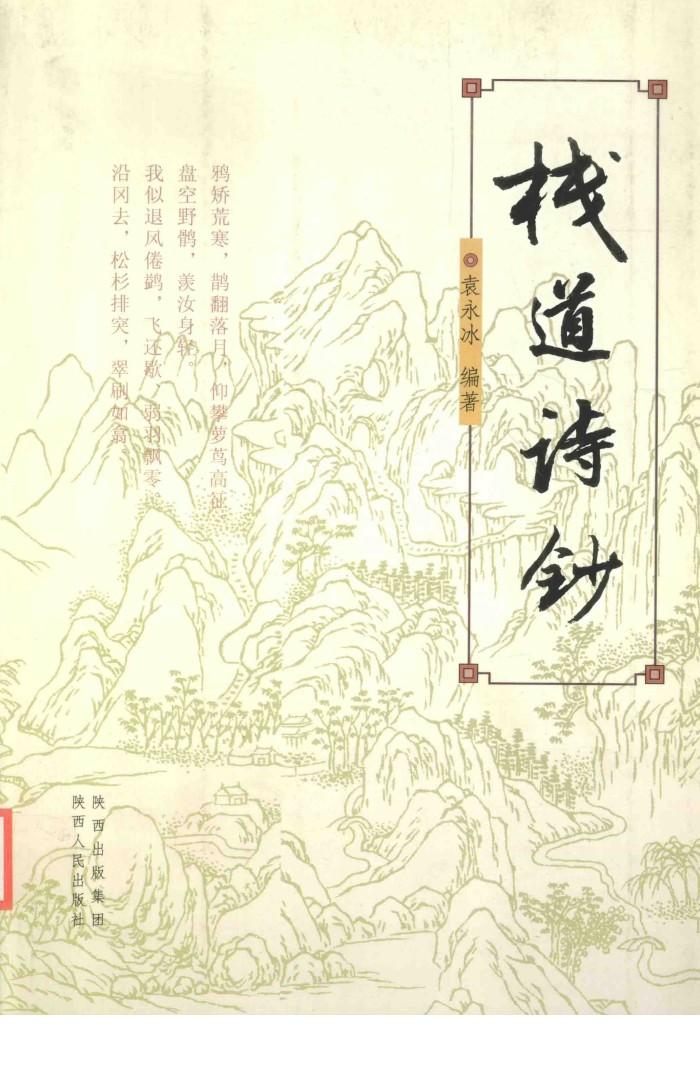 栈道诗钞
袁永冰 编著
鸦矫荒寒，鹊翻落月，仰攀萝茑高征
盘空野鹘，羡汝身轻。
我似退风倦鹢，飞还歇、弱羽飘零。
沿冈去，松杉排突，翠刷如翕。
陕西出版集团
陕西人民出版社